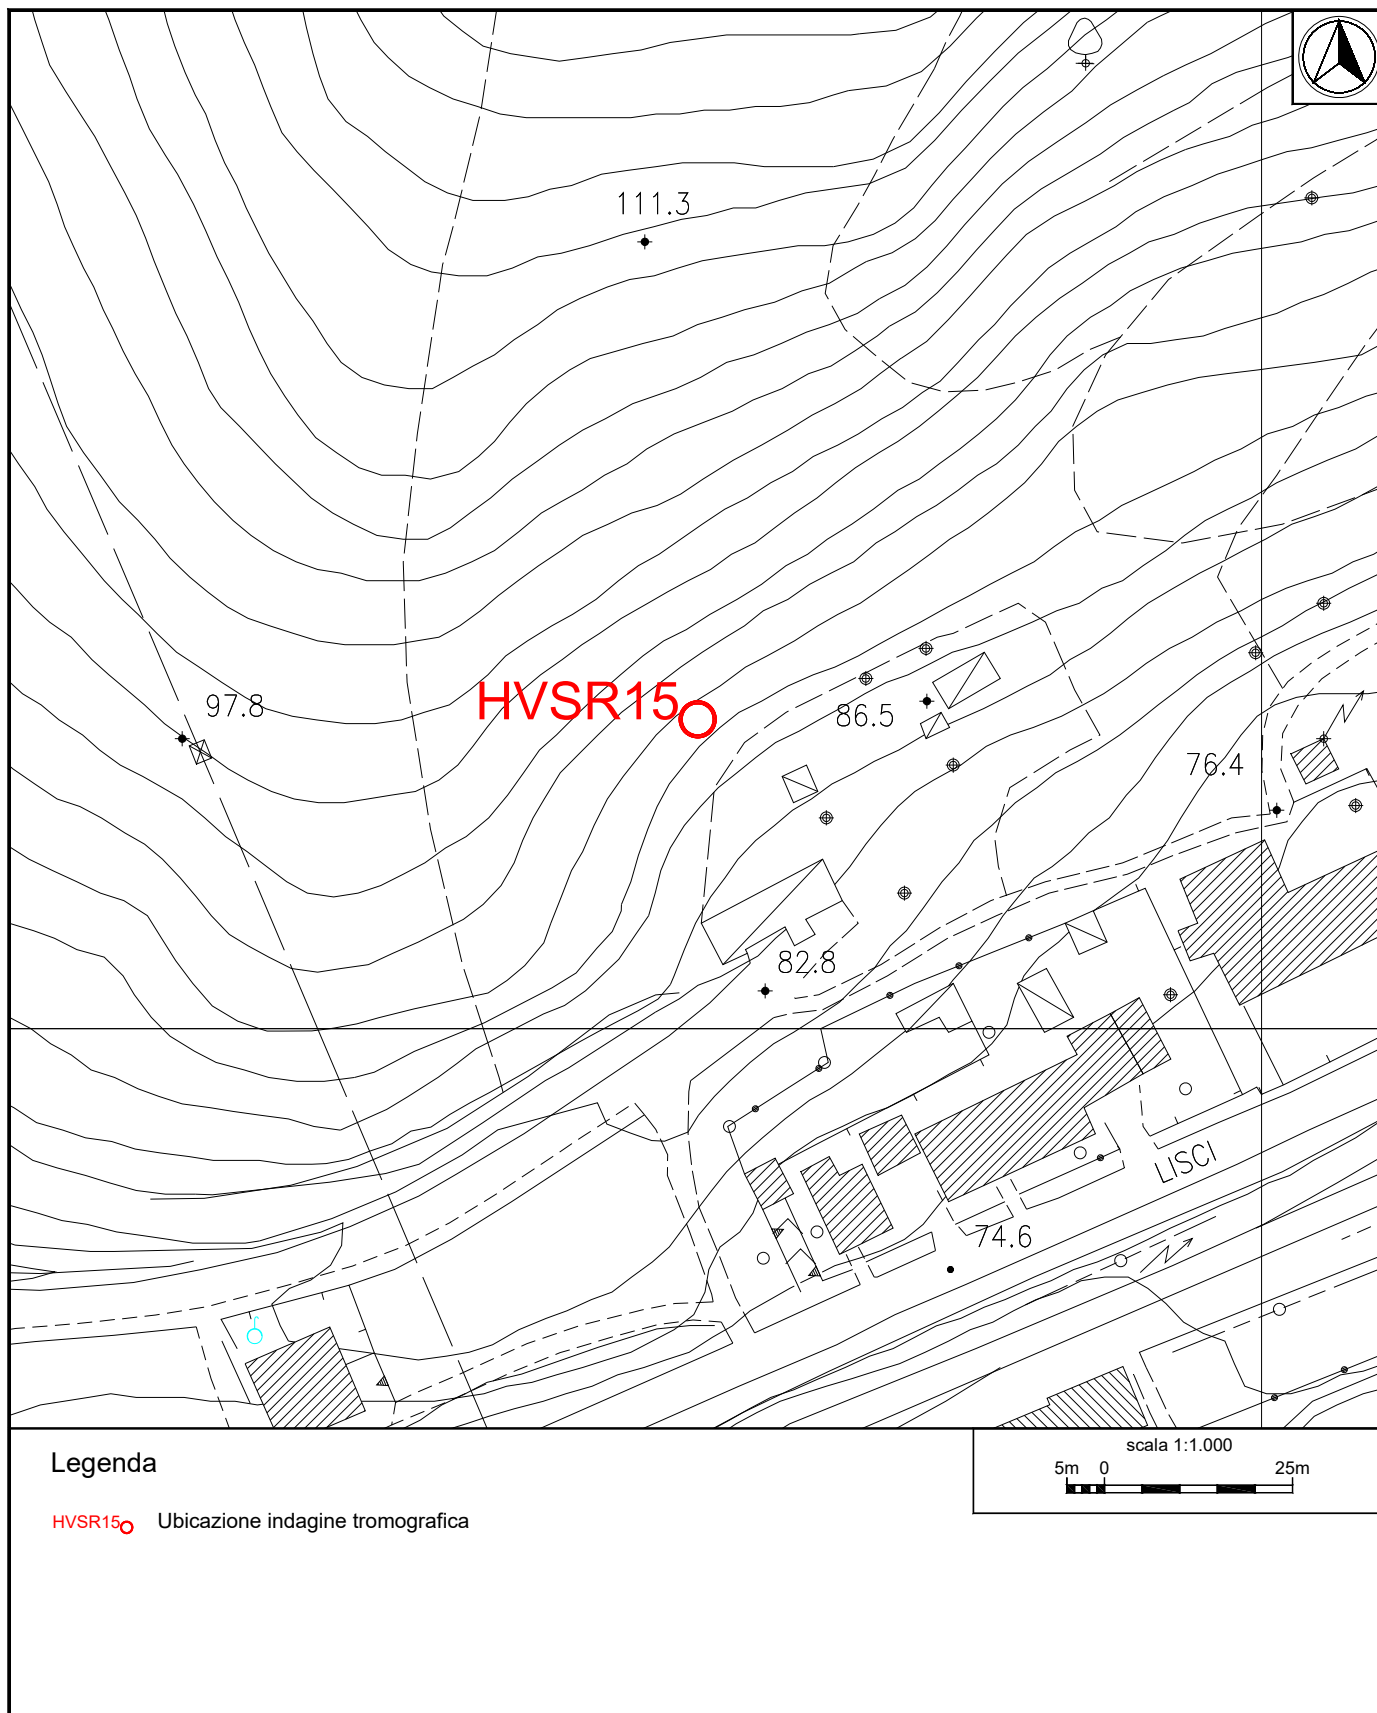 111.3
97.8
HVSR15
86.5
76.4
82.8
LISCI
74.6
Legenda
HVSR15 Ubicazione indagine tromografica
scala 1:1.000
5m 0 25m